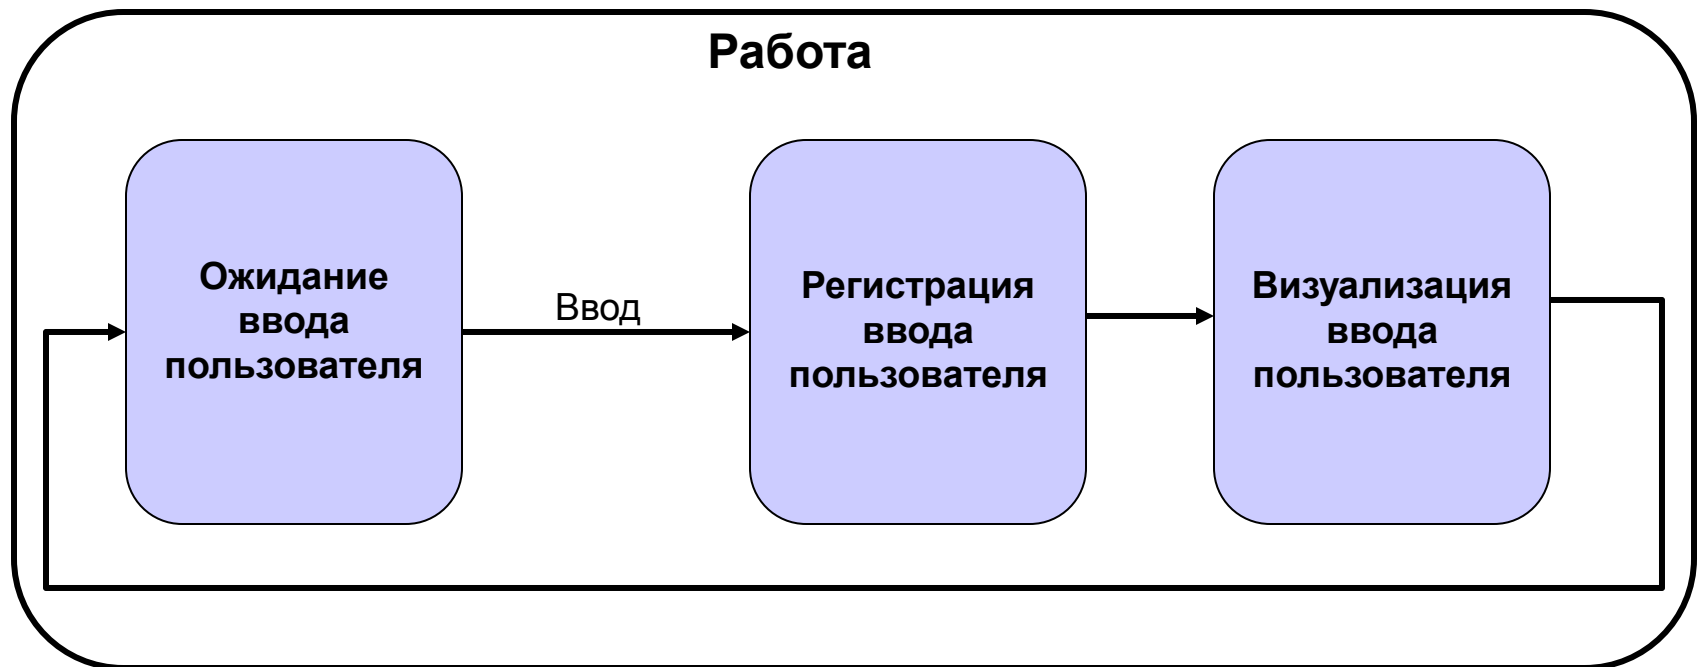 Работа
Ожидание
ввода
пользователя
Ввод
Регистрация
ввода
пользователя
Визуализация
ввода
пользователя